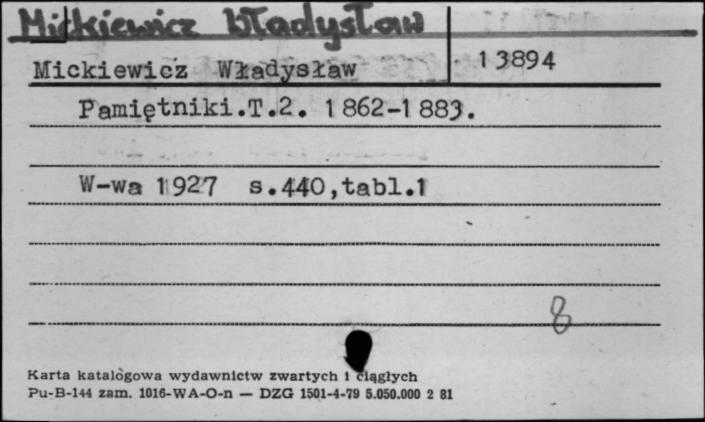 Mickiewicz Władysław
Mickiewicz Władysław 13894
Pamiętniki.T.2. 1862-1883.
W-wa 1927 s.440,tabl.1
8
Karta katalogowa wydawnictw zwartych i ciągłych
Pu-B-144 zam. 1016-WA-O-n — DZG 1501-4-79 5.050.000 2 81